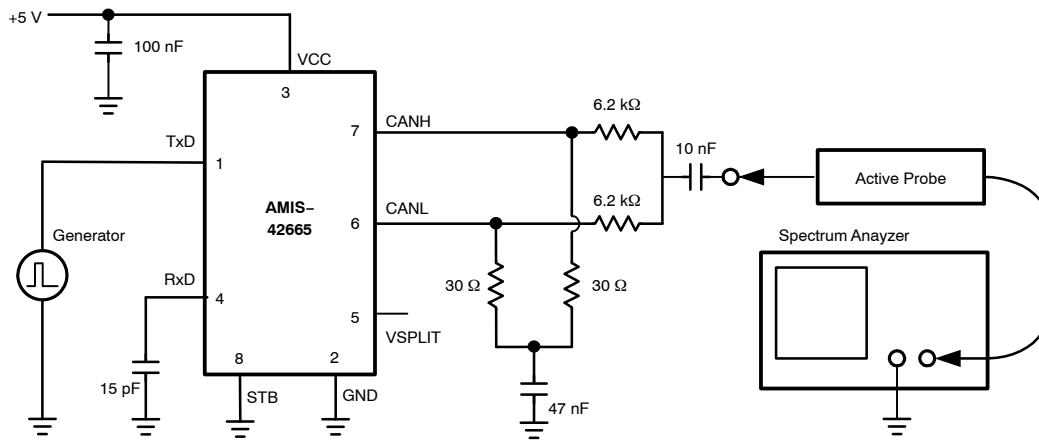 +5 V
100 nF
VCC
3
6.2 kΩ
7
CANH
TxD
10 nF
1
Active Probe
6.2 kΩ
AMIS−
42665
CANL
6
Generator
Spectrum Anayzer
RxD
30 Ω
30 Ω
4
5
VSPLIT
8
2
15 pF
STB
GND
47 nF